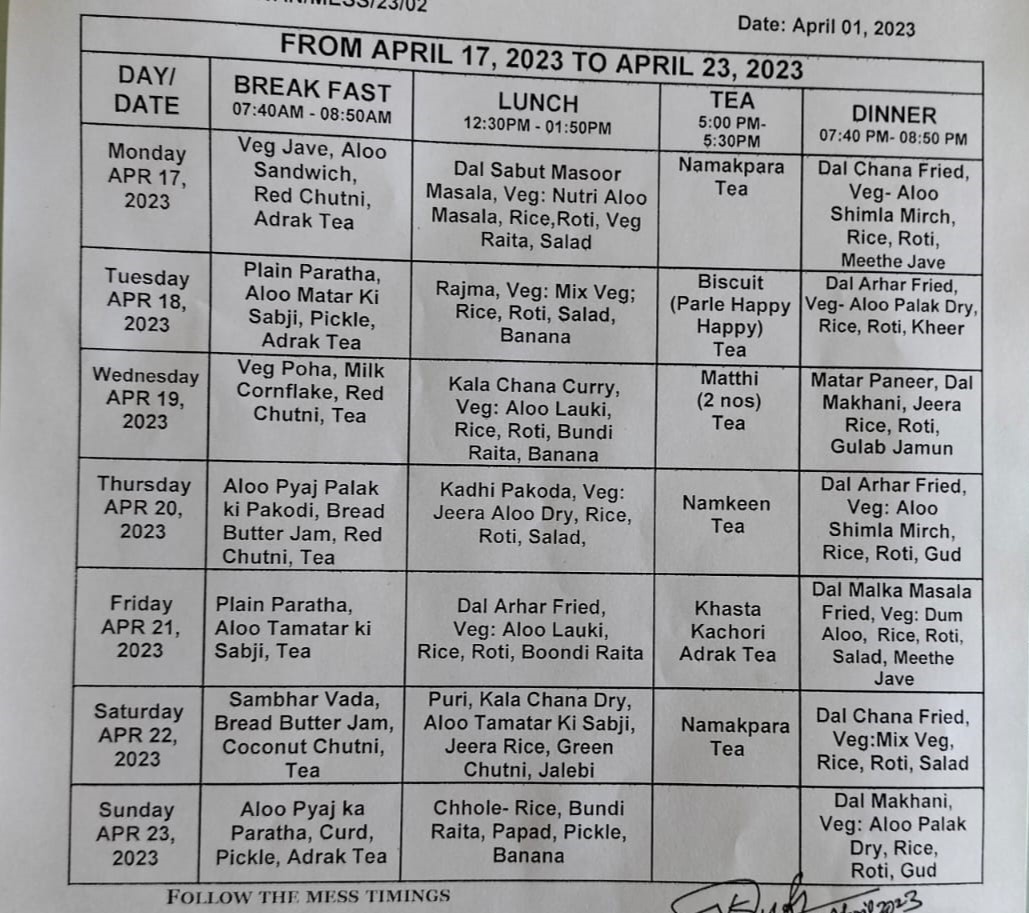 MESS/23/02
Date: April 01, 2023
FROM APRIL 17, 2023 TO APRIL 23, 2023
DAY/
DATE
BREAK FAST
07:40AM - 08:50AM
LUNCH
12:30PM - 01:50PM
TEA
5:00 PM-
5:30PM
DINNER
07:40 PM- 08:50 PM
Monday
APR 17,
2023
Veg Jave, Aloo
Sandwich,
Red Chutni,
Adrak Tea
Dal Sabut Masoor
Masala, Veg: Nutri Aloo
Masala, Rice,Roti, Veg
Raita, Salad
Namakpara
Tea
Dal Chana Fried,
Veg- Aloo
Shimla Mirch,
Rice, Roti,
Meethe Jave
Tuesday
APR 18,
2023
Plain Paratha,
Aloo Matar Ki
Sabji, Pickle,
Adrak Tea
Rajma, Veg: Mix Veg;
Rice, Roti, Salad,
Banana
Biscuit
(Parle Happy
Happy)
Tea
Dal Arhar Fried,
Veg- Aloo Palak Dry,
Rice, Roti, Kheer
Wednesday
APR 19,
2023
Veg Poha, Milk
Cornflake, Red
Chutni, Tea
Kala Chana Curry,
Veg: Aloo Lauki,
Rice, Roti, Bundi
Raita, Banana
Matthi
(2 nos)
Tea
Matar Paneer, Dal
Makhani, Jeera
Rice, Roti,
Gulab Jamun
Thursday
APR 20,
2023
Aloo Pyaj Palak
ki Pakodi, Bread
Butter Jam, Red
Chutni, Tea
Kadhi Pakoda, Veg:
Jeera Aloo Dry, Rice,
Roti, Salad,
Namkeen
Tea
Dal Arhar Fried,
Veg: Aloo
Shimla Mirch,
Rice, Roti, Gud
Friday
APR 21,
2023
Plain Paratha,
Aloo Tamatar ki
Sabji, Tea
Dal Arhar Fried,
Veg: Aloo Lauki,
Rice, Roti, Boondi Raita
Khasta
Kachori
Adrak Tea
Dal Malka Masala
Fried, Veg: Dum
Aloo, Rice, Roti,
Salad, Meethe
Jave
Saturday
APR 22,
2023
Sambhar Vada,
Bread Butter Jam,
Coconut Chutni,
Tea
Puri, Kala Chana Dry,
Aloo Tamatar Ki Sabji,
Jeera Rice, Green
Chutni, Jalebi
Namakpara
Tea
Dal Chana Fried,
Veg:Mix Veg,
Rice, Roti, Salad
Sunday
APR 23,
2023
Aloo Pyaj ka
Paratha, Curd,
Pickle, Adrak Tea
Chhole- Rice, Bundi
Raita, Papad, Pickle,
Banana
Dal Makhani,
Veg: Aloo Palak
Dry, Rice,
Roti, Gud
FOLLOW THE MESS TIMINGS